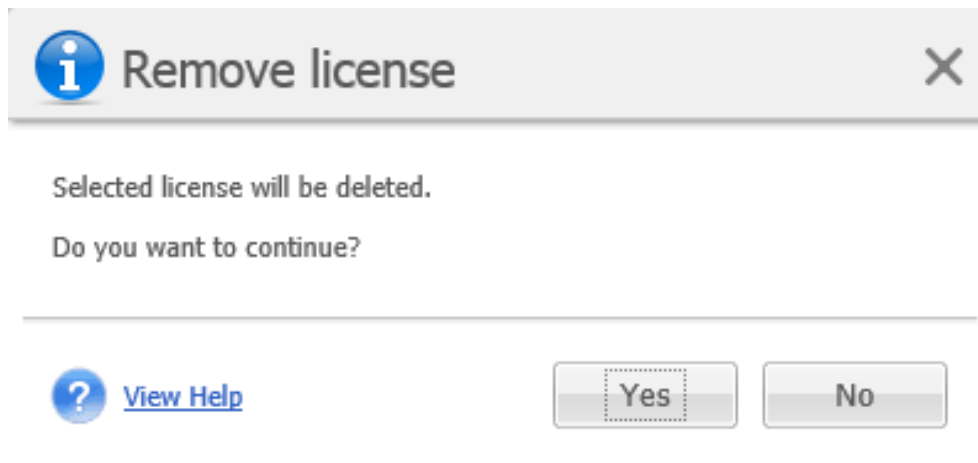 Remove license
Selected license will be deleted.
Do you want to continue?
View Help
Yes
No